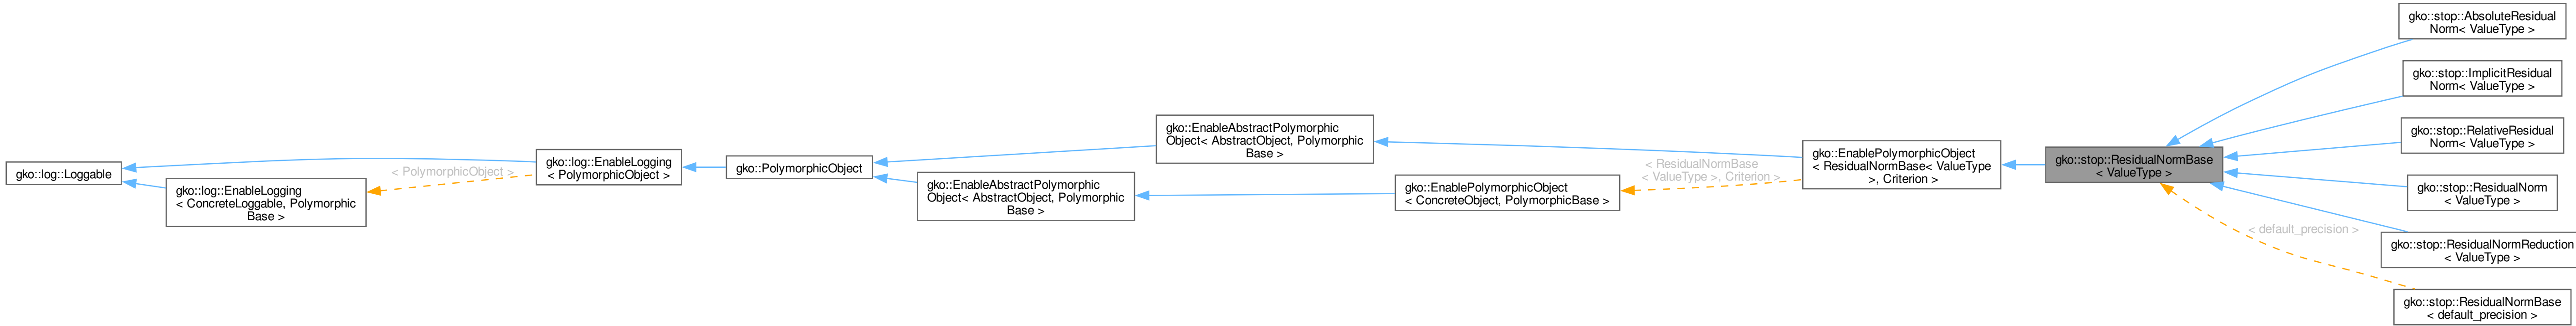 gko::log::Loggable
gko::log::EnableLogging
< ConcreteLoggable, Polymorphic
Base >
< PolymorphicObject >
gko::log::EnableLogging
< PolymorphicObject >
gko::PolymorphicObject
gko::EnableAbstractPolymorphic
Object< AbstractObject, Polymorphic
Base >
gko::EnableAbstractPolymorphic
Object< AbstractObject, Polymorphic
Base >
gko::EnablePolymorphicObject
< ConcreteObject, PolymorphicBase >
< ResidualNormBase
< ValueType >, Criterion >
gko::EnablePolymorphicObject
< ResidualNormBase< ValueType
>, Criterion >
gko::stop::ResidualNormBase
< ValueType >
gko::stop::AbsoluteResidual
Norm< ValueType >
gko::stop::ImplicitResidual
Norm< ValueType >
gko::stop::RelativeResidual
Norm< ValueType >
gko::stop::ResidualNorm
< ValueType >
gko::stop::ResidualNormReduction
< ValueType >
< default_precision >
gko::stop::ResidualNormBase
< default_precision >